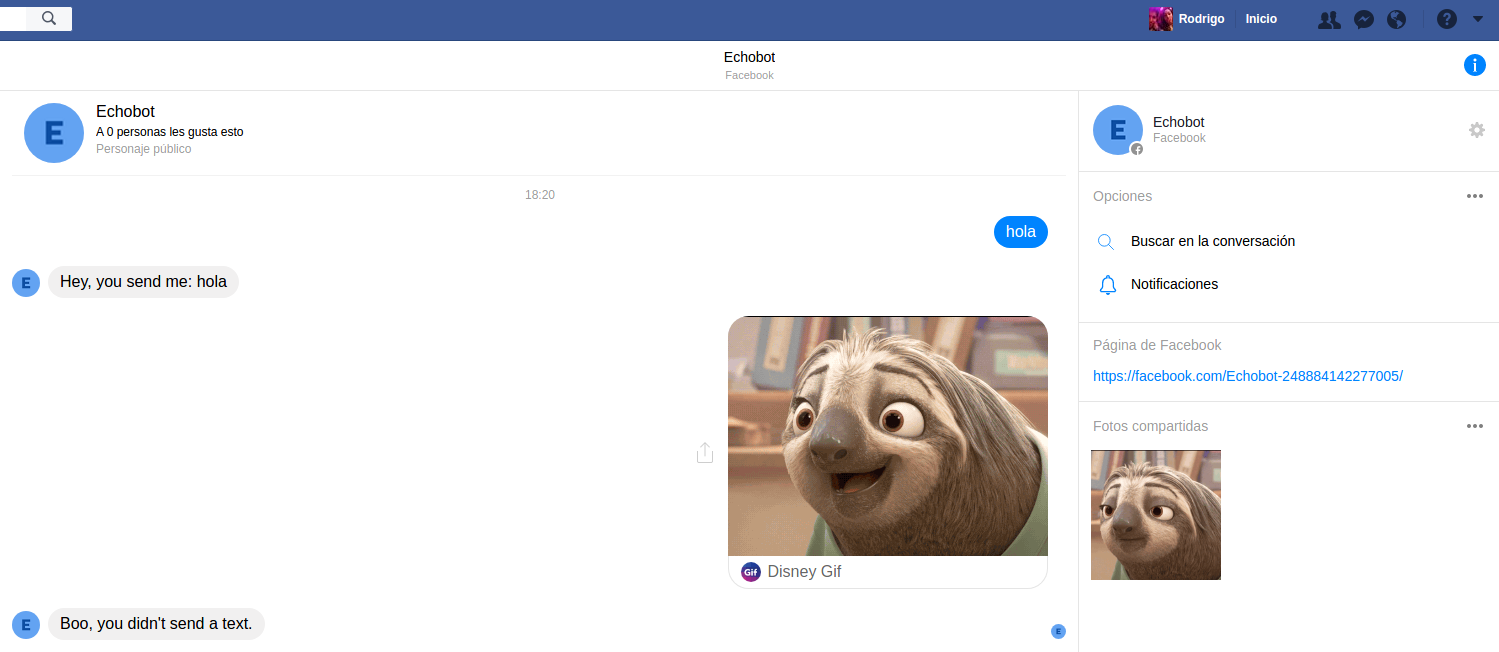 Rodrigo
Inicio
Echobot
Facebook
E
Echobot
A 0 personas les gusta esto
Personaje público
18:20
hola
E
Hey, you send me: hola
Gif
Disney Gif
E
Boo, you didn't send a text.
E
E
Echobot
Facebook
Opciones
Buscar en la conversación
Notificaciones
Página de Facebook
https://facebook.com/Echobot-248884142277005/
Fotos compartidas